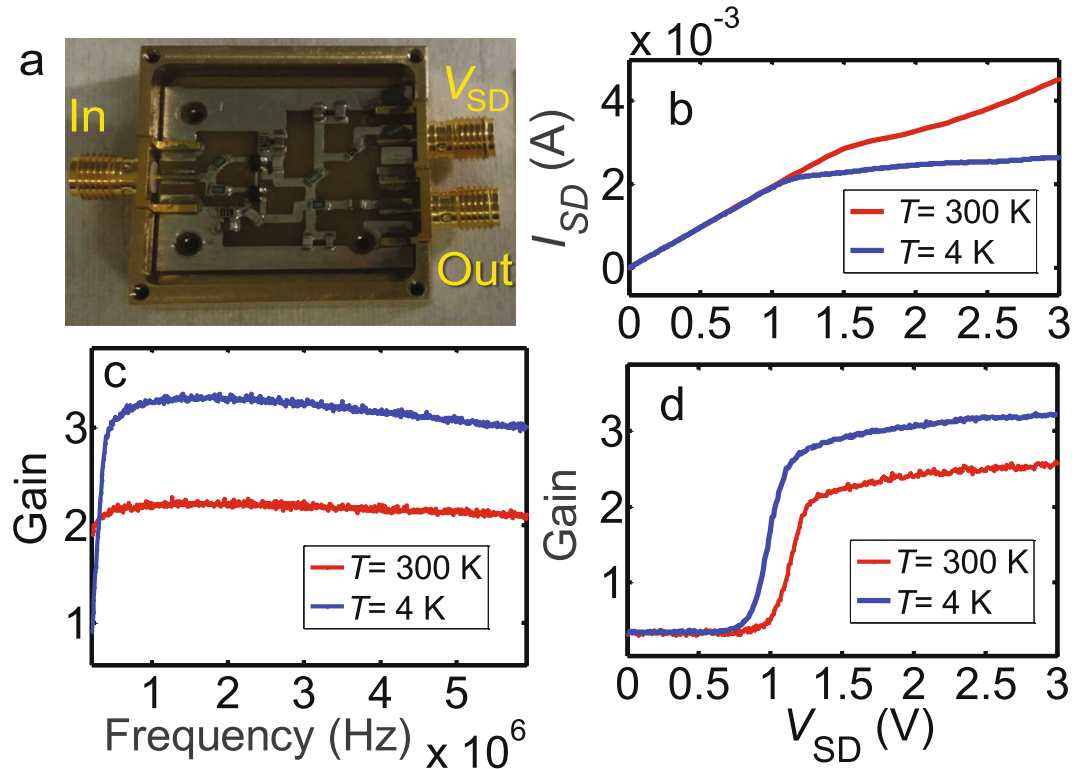 a
In
V_SD
Out
x 10^-3
b
I_SD (A)
4
2
0
T= 300 K
T= 4 K
0 0.5 1 1.5 2 2.5 3
c
Gain
3
2
1
T= 300 K
T= 4 K
1 2 3 4 5
Frequency (Hz) x 10^6
d
Gain
3
2
1
T= 300 K
T= 4 K
0 0.5 1 1.5 2 2.5 3
V_SD (V)